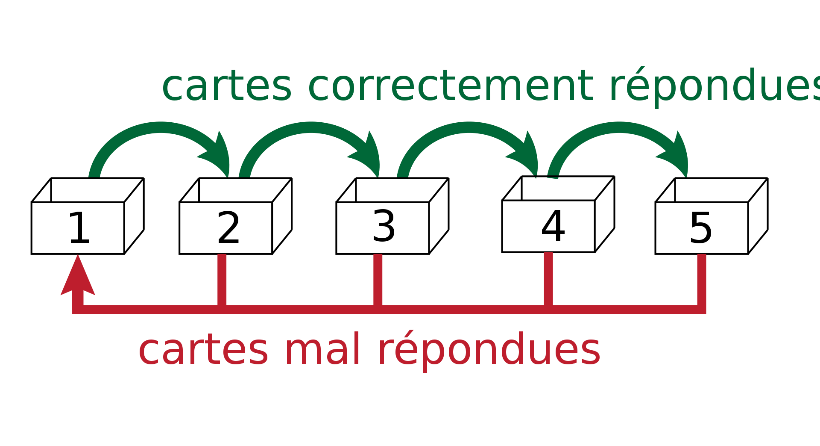 cartes correctement répondues
1 2 3 4 5
cartes mal répondues